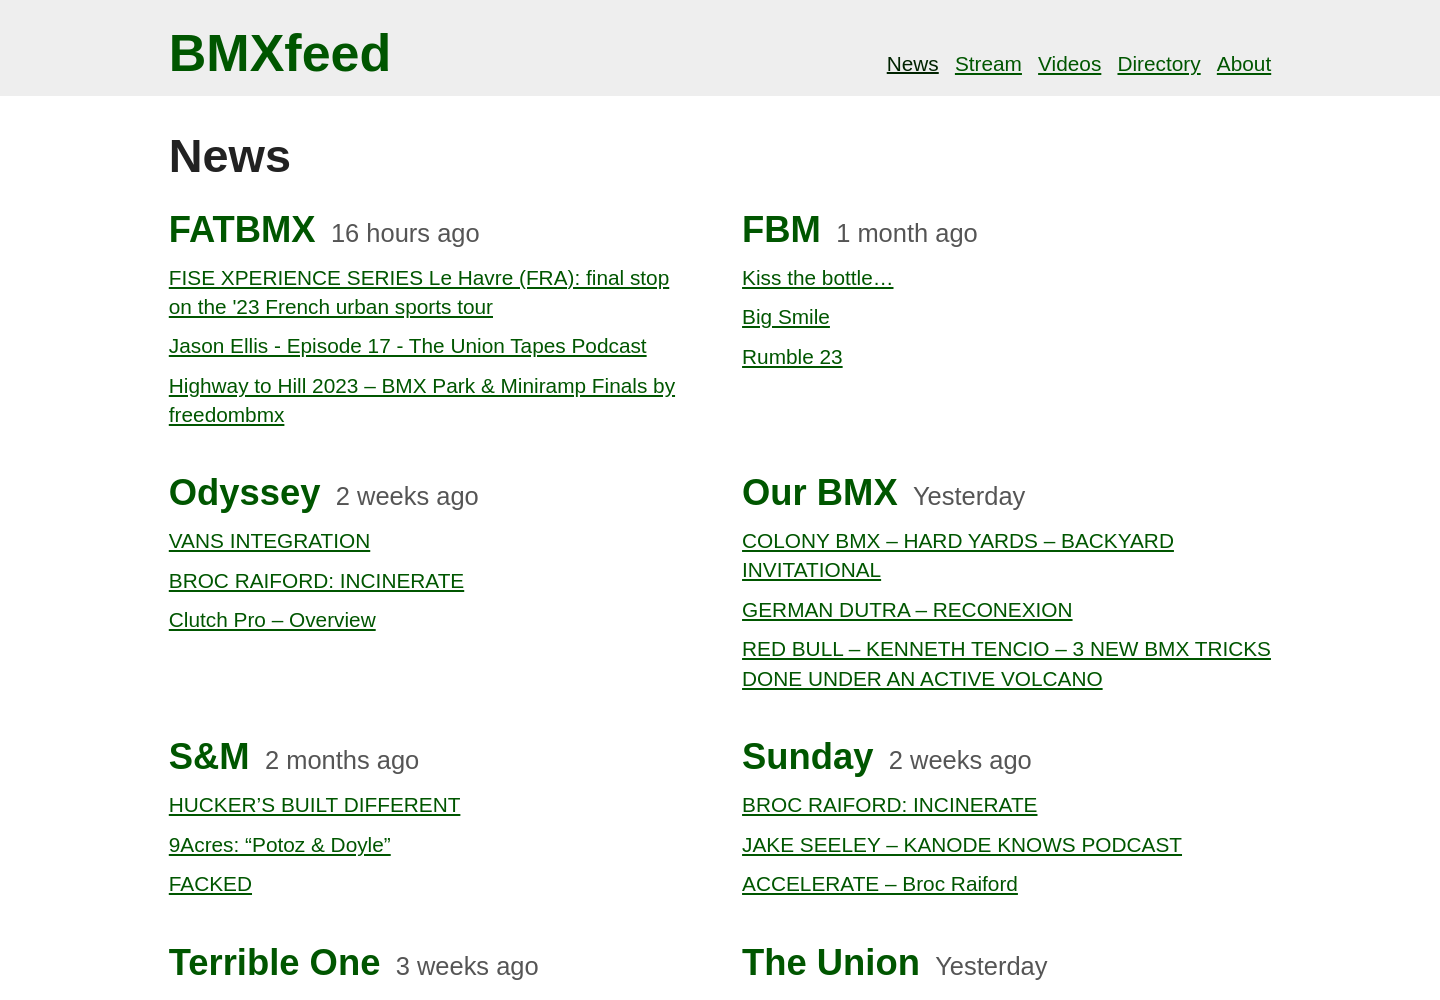 BMXfeed
News Stream Videos Directory About
News
FATBMX 16 hours ago
FISE XPERIENCE SERIES Le Havre (FRA): final stop
on the '23 French urban sports tour
Jason Ellis - Episode 17 - The Union Tapes Podcast
Highway to Hill 2023 – BMX Park & Miniramp Finals by
freedombmx
FBM 1 month ago
Kiss the bottle…
Big Smile
Rumble 23
Odyssey 2 weeks ago
VANS INTEGRATION
BROC RAIFORD: INCINERATE
Clutch Pro – Overview
Our BMX Yesterday
COLONY BMX – HARD YARDS – BACKYARD
INVITATIONAL
GERMAN DUTRA – RECONEXION
RED BULL – KENNETH TENCIO – 3 NEW BMX TRICKS
DONE UNDER AN ACTIVE VOLCANO
S&M 2 months ago
HUCKER’S BUILT DIFFERENT
9Acres: “Potoz & Doyle”
FACKED
Sunday 2 weeks ago
BROC RAIFORD: INCINERATE
JAKE SEELEY – KANODE KNOWS PODCAST
ACCELERATE – Broc Raiford
Terrible One 3 weeks ago
The Union Yesterday